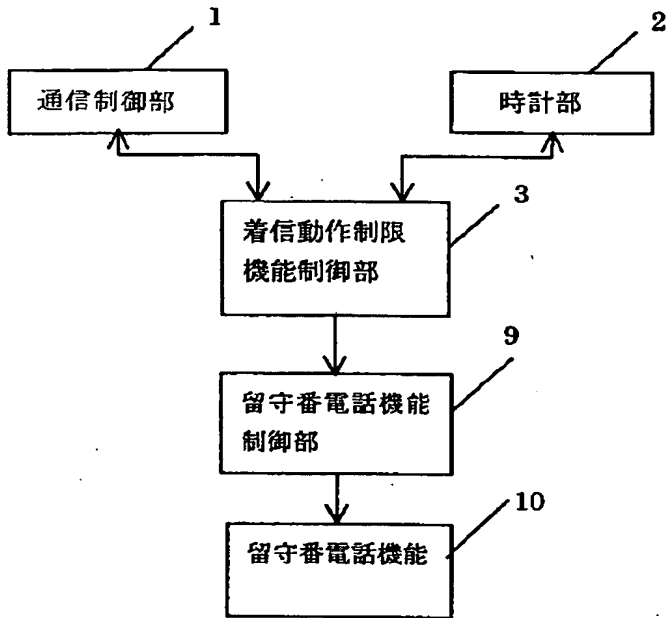 1
2
通信制御部
時計部
3
着信動作制限
機能制御部
9
留守番電話機能
制御部
10
留守番電話機能